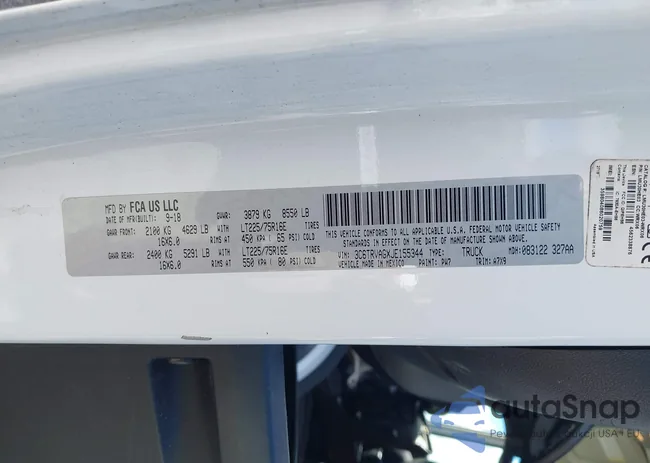 MFD BY FCA US LLC
DATE OF MFR(BUILT): 9-18 GVWR: 3879 KG 8550 LB
GAWR FRONT 2100 KG 4629 LB WITH LT225/75R16E
16X6.0 RIMS AT 450 KPA( 65 PSI) TIRES COLD
GAWR REAR 2400 KG 5291 LB WITH LT225/75R16E
16X6.0 RIMS AT 550 KPA( 80 PSI) TIRES COLD
THIS VEHICLE CONFORMS TO ALL APPLICABLE U.S.A. FEDERAL MOTOR VEHICLE SAFETY
STANDARDS IN EFFECT ON THE DATE OF MANUFACTURE SHOWN ABOVE.
VIN: 3C6TRVAGXJE155344 TYPE: TRUCK MDH:083122 327AA
VEHICLE MADE IN MEXICO PAINT: PW7 TRIM: A7X9
autoSnap